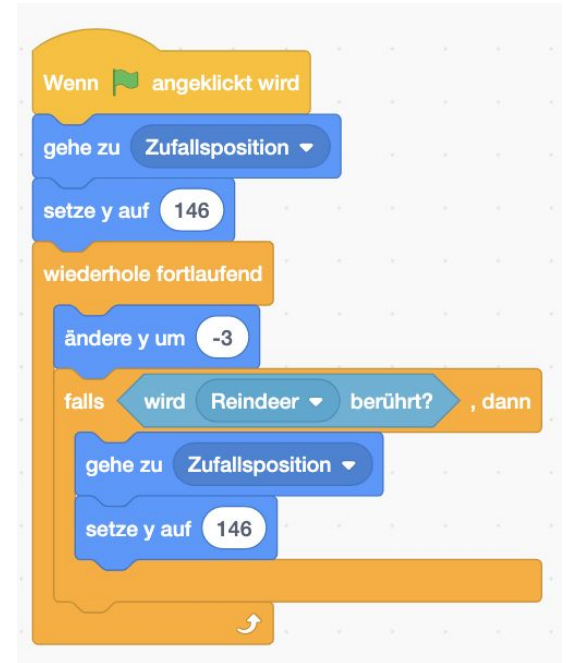 Wenn angeklickt wird
gehe zu Zufallsposition
setze y auf 146
wiederhole fortlaufend
ändere y um -3
falls wird Reindeer berührt? , dann
gehe zu Zufallsposition
setze y auf 146